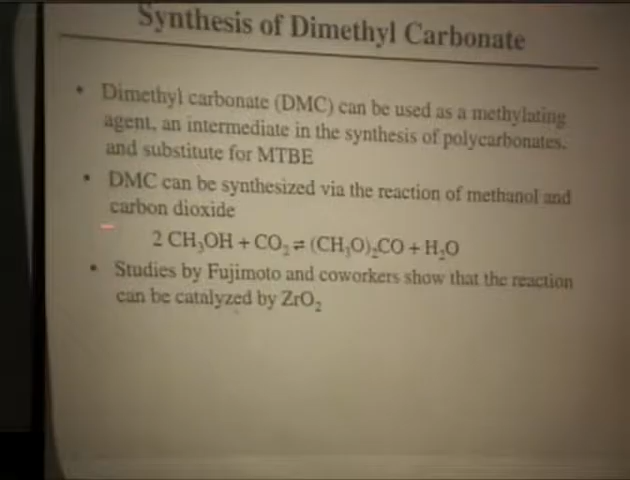 Synthesis of Dimethyl Carbonate
• Dimethyl carbonate (DMC) can be used as a methylating
agent, an intermediate in the synthesis of polycarbonates,
and substitute for MTBE
• DMC can be synthesized via the reaction of methanol and
carbon dioxide
2 CH₃OH + CO₂ ⇌ (CH₃O)₂CO + H₂O
• Studies by Fujimoto and coworkers show that the reaction
can be catalyzed by ZrO₂